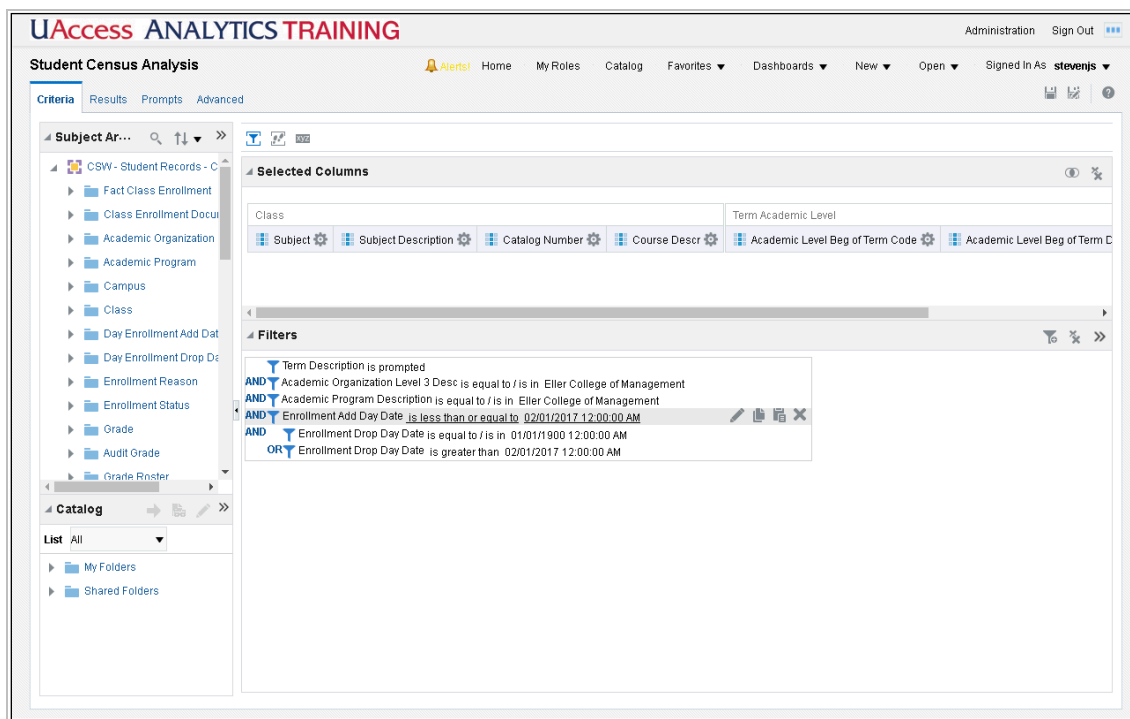 UACCESS ANALYTICS TRAINING
Administration Sign Out
Student Census Analysis
Alerts! Home My Roles Catalog Favorites Dashboards New Open Signed In As stevenjs
Criteria Results Prompts Advanced
Subject Ar...
CSW - Student Records - C
Fact Class Enrollment
Class Enrollment Docu
Academic Organization
Academic Program
Campus
Class
Day Enrollment Add Dat
Day Enrollment Drop Da
Enrollment Reason
Enrollment Status
Grade
Audit Grade
Grade Roster
Catalog
List All
My Folders
Shared Folders
xyz
Selected Columns
Class Term Academic Level
Subject Subject Description Catalog Number Course Descr Academic Level Beg of Term Code Academic Level Beg of Term D
Filters
Term Description is prompted
AND Academic Organization Level 3 Desc is equal to / is in Eller College of Management
AND Academic Program Description is equal to / is in Eller College of Management
AND Enrollment Add Day Date is less than or equal to 02/01/2017 12:00:00 AM
AND Enrollment Drop Day Date is equal to / is in 01/01/1900 12:00:00 AM
OR Enrollment Drop Day Date is greater than 02/01/2017 12:00:00 AM